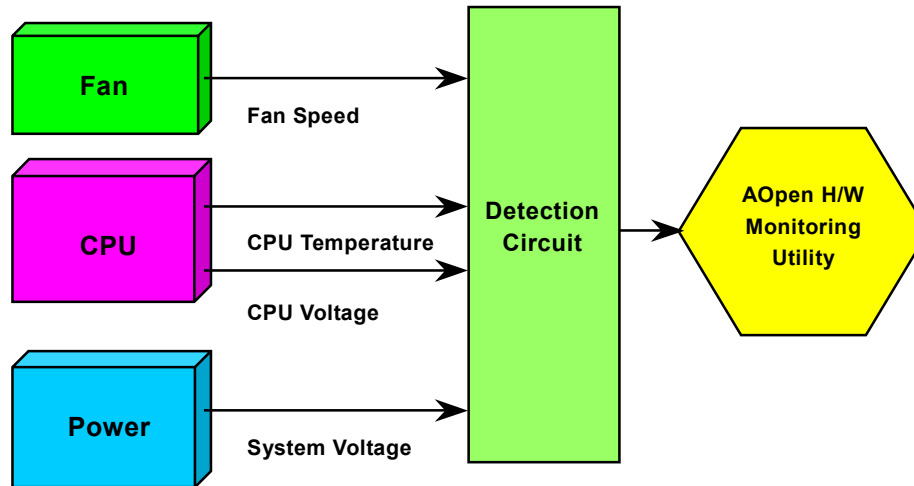 Fan
Fan Speed
CPU
CPU Temperature
CPU Voltage
Power
System Voltage
Detection
Circuit
AOpen H/W
Monitoring
Utility